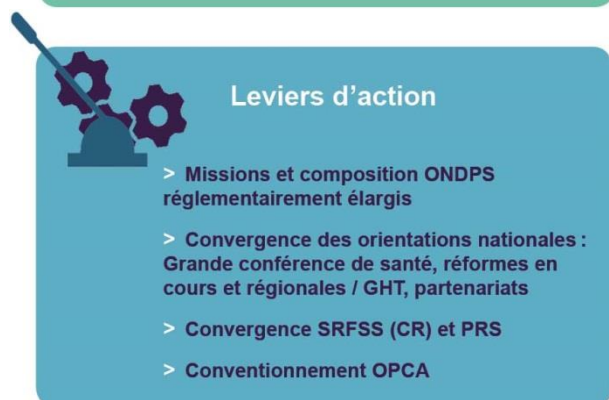 Leviers d’action
> Missions et composition ONDPS
réglementairement élargis
> Convergence des orientations nationales :
Grande conférence de santé, réformes en
cours et régionales / GHT, partenariats
> Convergence SRFSS (CR) et PRS
> Conventionnement OPCA